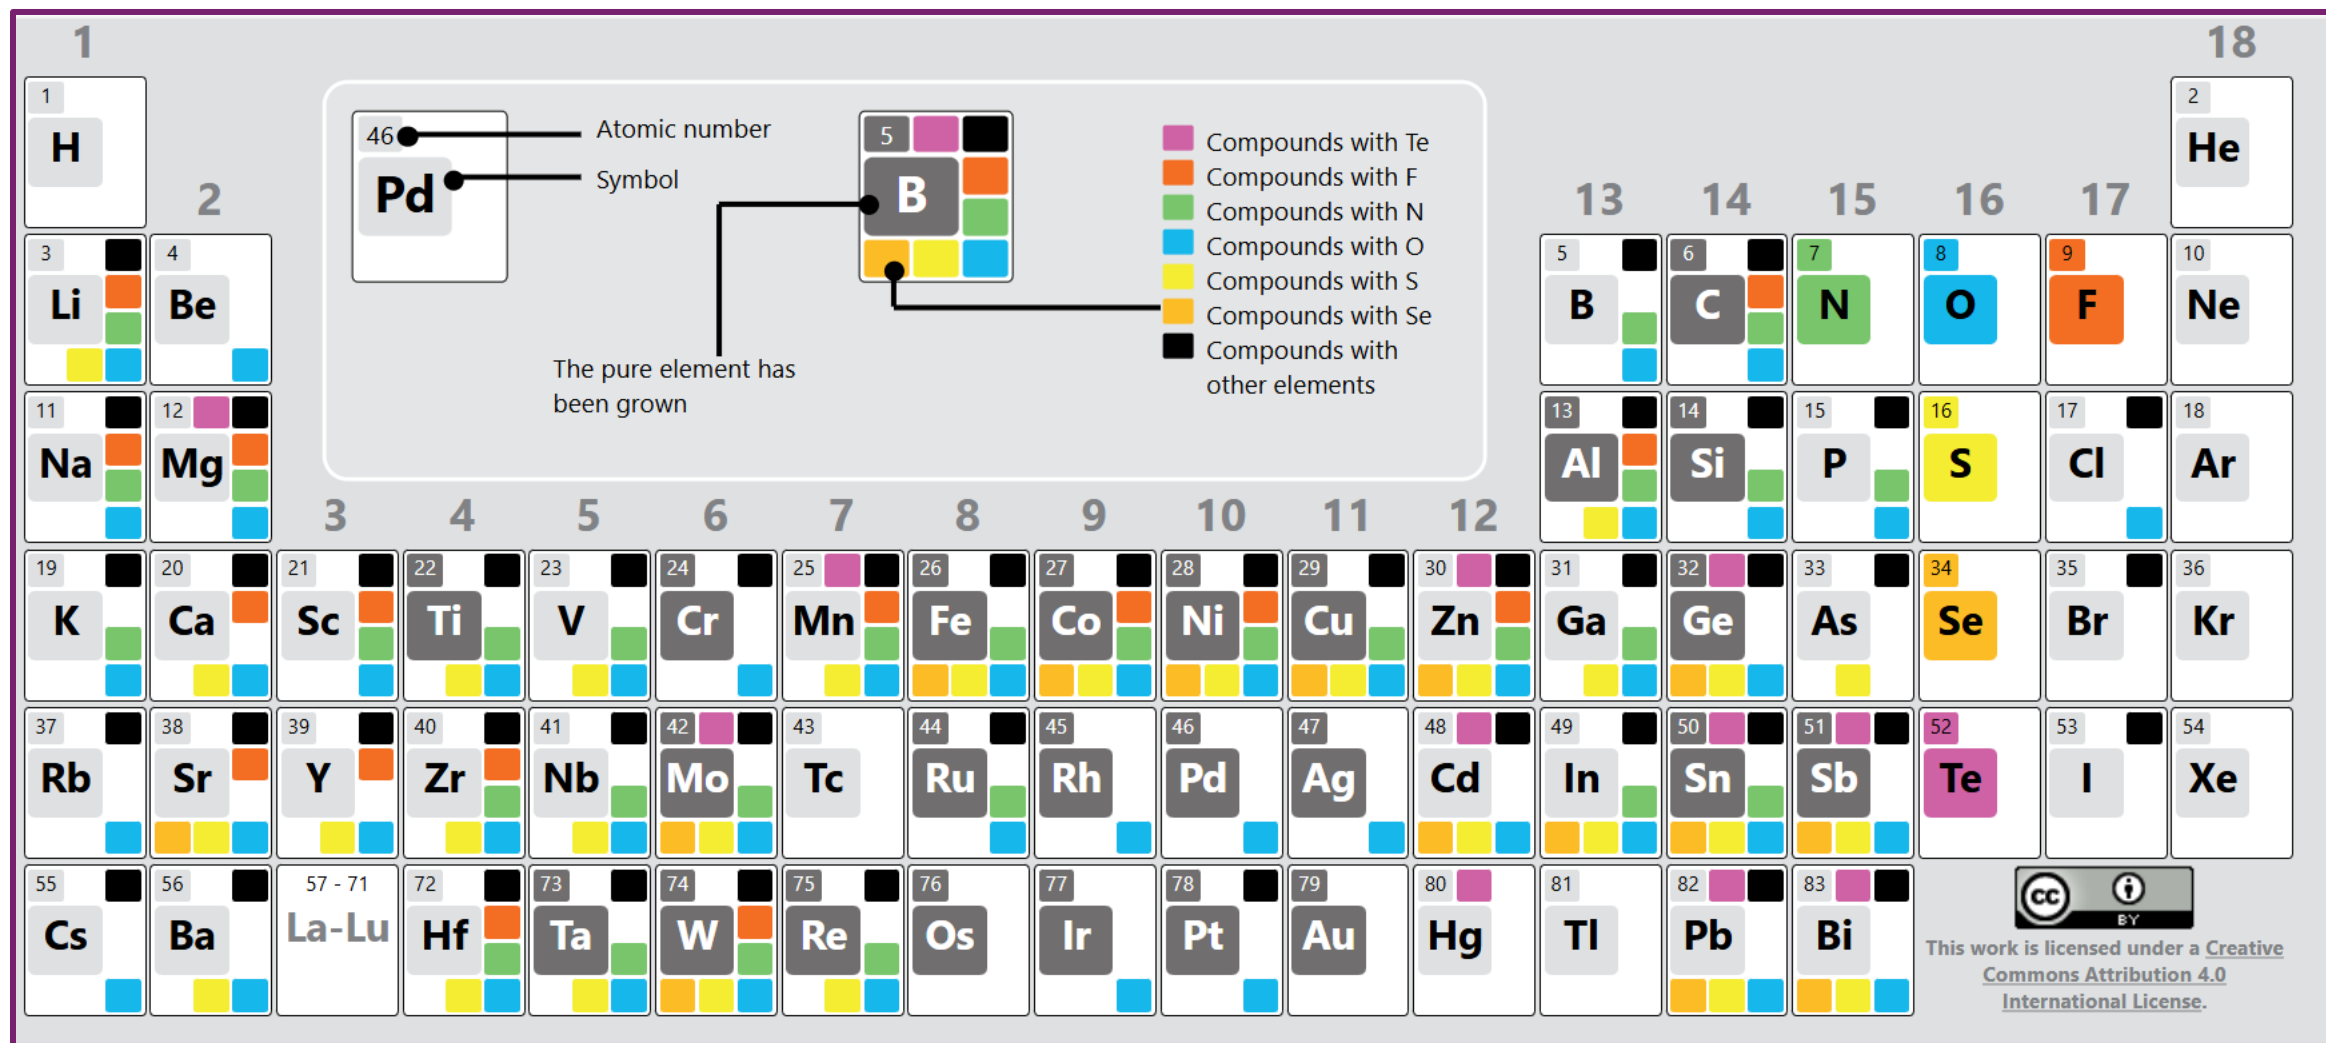 1
18
1
H
46
Atomic number
Pd
Symbol
5
B
The pure element has
been grown
Compounds with Te
Compounds with F
Compounds with N
Compounds with O
Compounds with S
Compounds with Se
Compounds with
other elements
2
He
2
13
14
15
16
17
3
Li
4
Be
5
B
6
C
7
N
8
O
9
F
10
Ne
11
Na
12
Mg
13
Al
14
Si
15
P
16
S
17
Cl
18
Ar
3
4
5
6
7
8
9
10
11
12
19
K
20
Ca
21
Sc
22
Ti
23
V
24
Cr
25
Mn
26
Fe
27
Co
28
Ni
29
Cu
30
Zn
31
Ga
32
Ge
33
As
34
Se
35
Br
36
Kr
37
Rb
38
Sr
39
Y
40
Zr
41
Nb
42
Mo
43
Tc
44
Ru
45
Rh
46
Pd
47
Ag
48
Cd
49
In
50
Sn
51
Sb
52
Te
53
I
54
Xe
55
Cs
56
Ba
57 - 71
La-Lu
72
Hf
73
Ta
74
W
75
Re
76
Os
77
Ir
78
Pt
79
Au
80
Hg
81
Tl
82
Pb
83
Bi
cc
BY
This work is licensed under a Creative
Commons Attribution 4.0
International License.